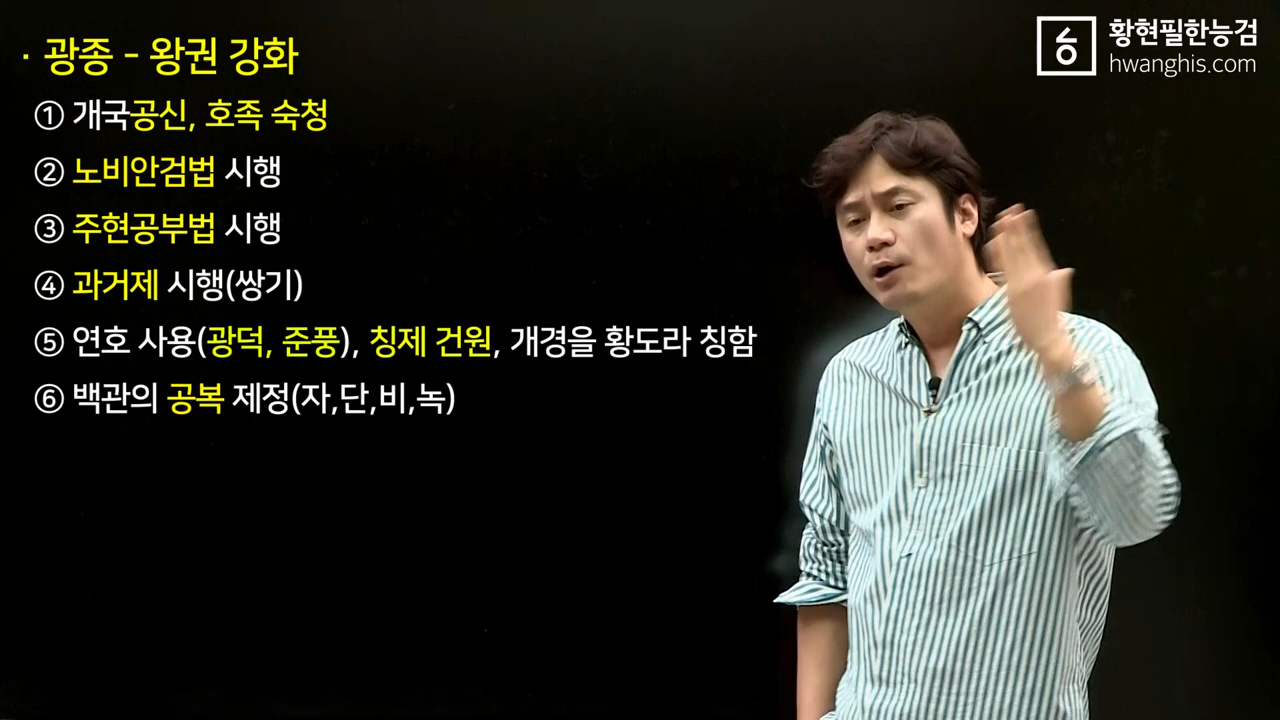 · 광종 - 왕권 강화
① 개국공신, 호족 숙청
② 노비안검법 시행
③ 주현공부법 시행
④ 과거제 시행(쌍기)
⑤ 연호 사용(광덕, 준풍), 칭제 건원, 개경을 황도라 칭함
⑥ 백관의 공복 제정(자,단,비,녹)
황현필한능검
hwanghis.com